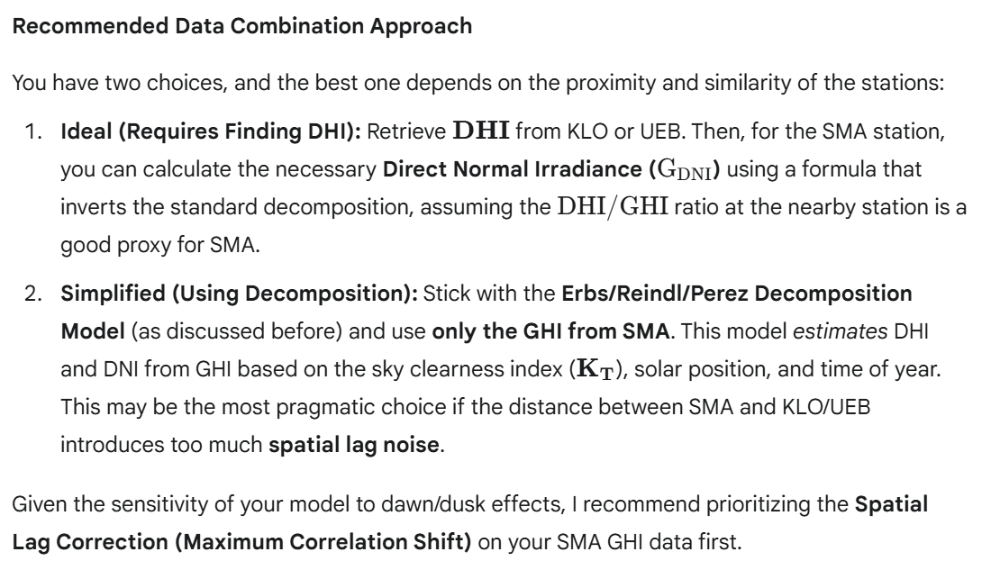 Recommended Data Combination Approach
You have two choices, and the best one depends on the proximity and similarity of the stations:
1. Ideal (Requires Finding DHI): Retrieve DHI from KLO or UEB. Then, for the SMA station,
you can calculate the necessary Direct Normal Irradiance (G_DNI) using a formula that
inverts the standard decomposition, assuming the DHI/GHI ratio at the nearby station is a
good proxy for SMA.
2. Simplified (Using Decomposition): Stick with the Erbs/Reindl/Perez Decomposition
Model (as discussed before) and use only the GHI from SMA. This model estimates DHI
and DNI from GHI based on the sky clearness index (K_T), solar position, and time of year.
This may be the most pragmatic choice if the distance between SMA and KLO/UEB
introduces too much spatial lag noise.
Given the sensitivity of your model to dawn/dusk effects, I recommend prioritizing the Spatial
Lag Correction (Maximum Correlation Shift) on your SMA GHI data first.